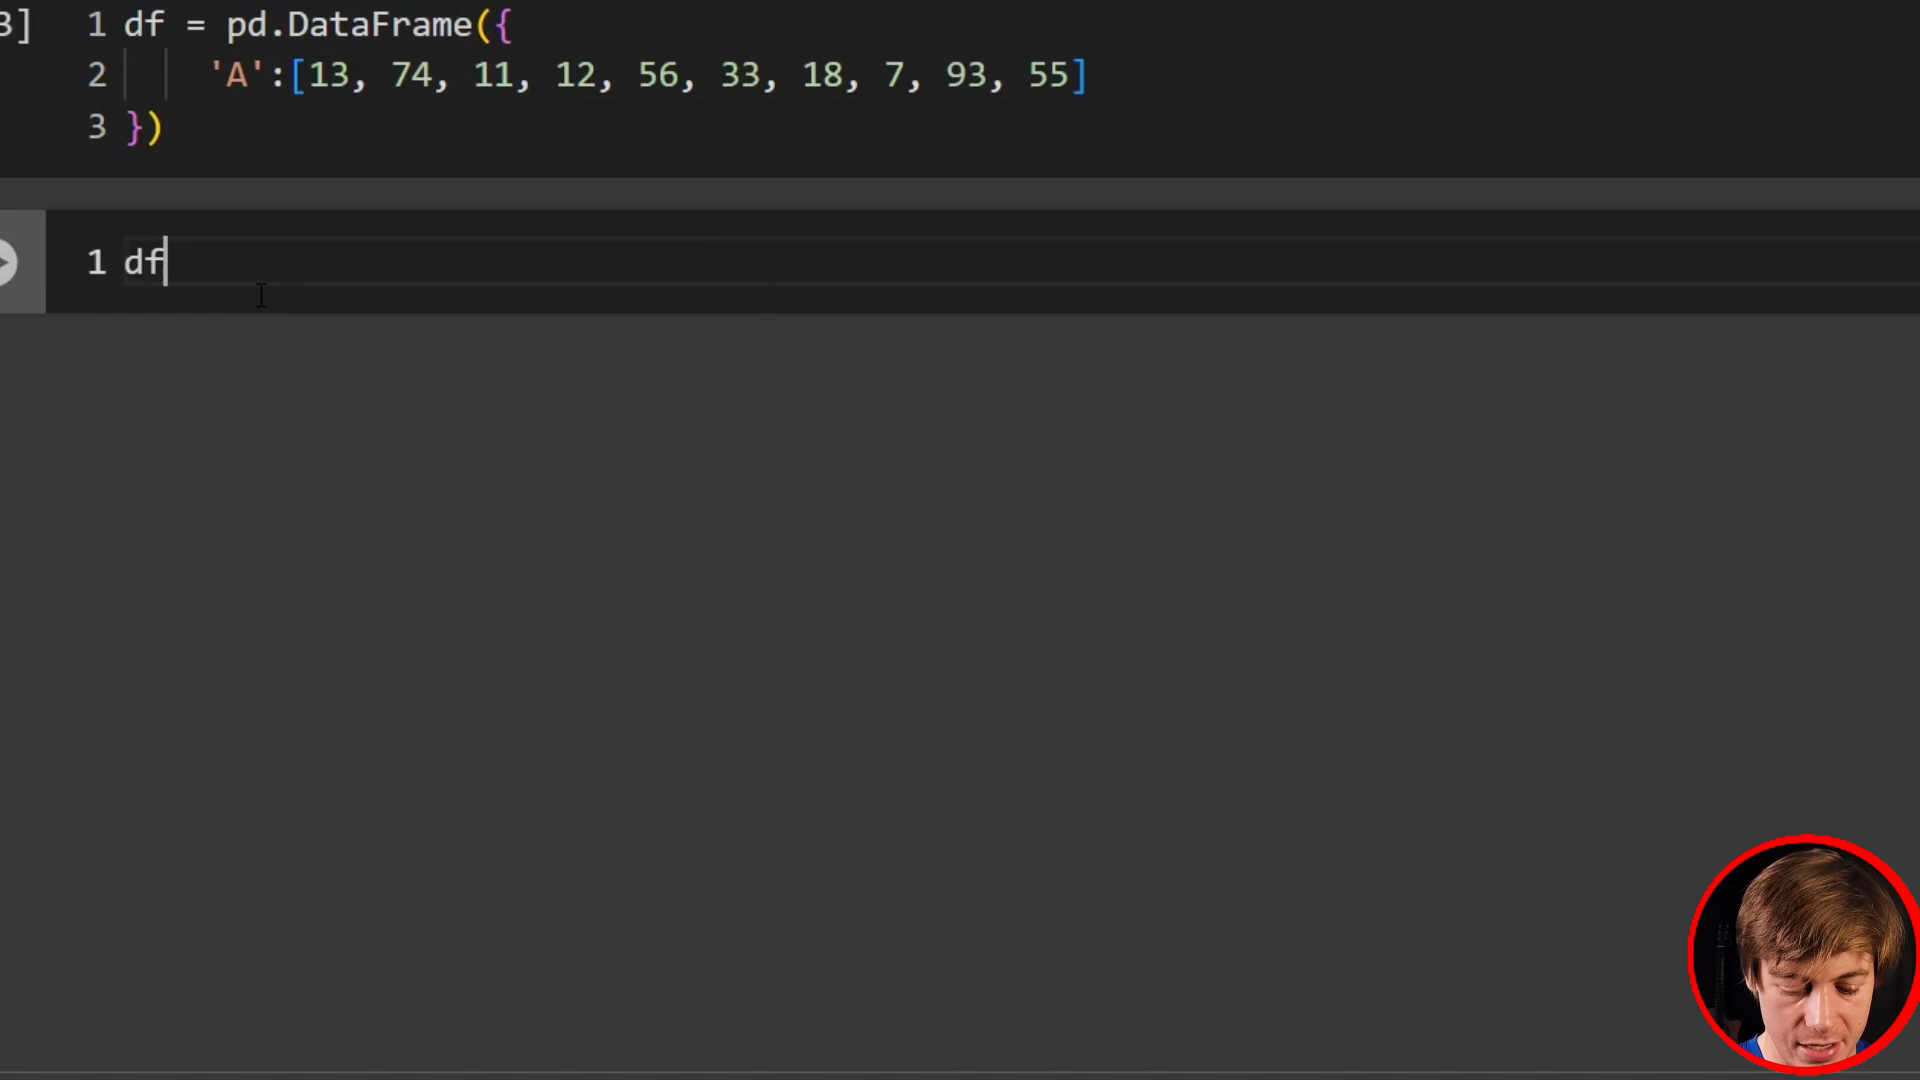 3] 1 df = pd.DataFrame({
2 'A':[13, 74, 11, 12, 56, 33, 18, 7, 93, 55]
3 })
1 df